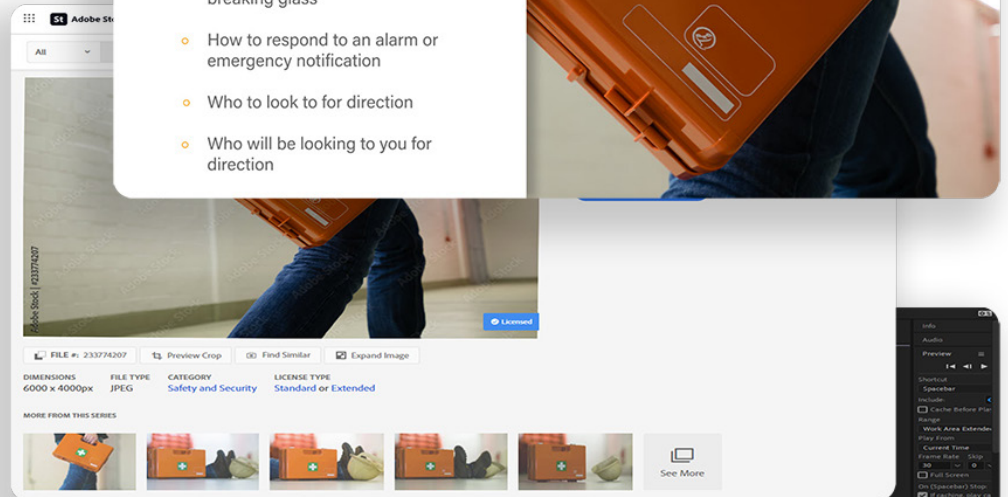 breaking glass
How to respond to an alarm or
emergency notification
Who to look to for direction
Who will be looking to you for
direction
St Adobe St
All
Adobe Stock | #233774207
Licensed
FILE #: 233774207
Preview Crop
Find Similar
Expand Image
DIMENSIONS
6000 x 4000px
FILE TYPE
JPEG
CATEGORY
Safety and Security
LICENSE TYPE
Standard or Extended
MORE FROM THIS SERIES
See More
Info
Audio
Preview
Shortcut
Spacebar
Include:
Cache Before Play
Range
Work Area Extended
Play From
Current Time
Frame Rate Skip
30 0
Full Screen
On (Spacebar) Stop: